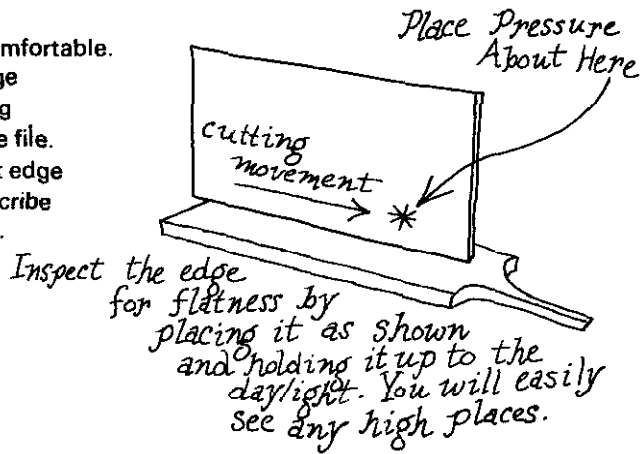 mfortable.
ge
g
e file.
t edge
cribe
.
Place Pressure
About Here
cutting
movement
Inspect the edge
for flatness by
placing it as shown
and holding it up to the
daylight. You will easily
see any high places.